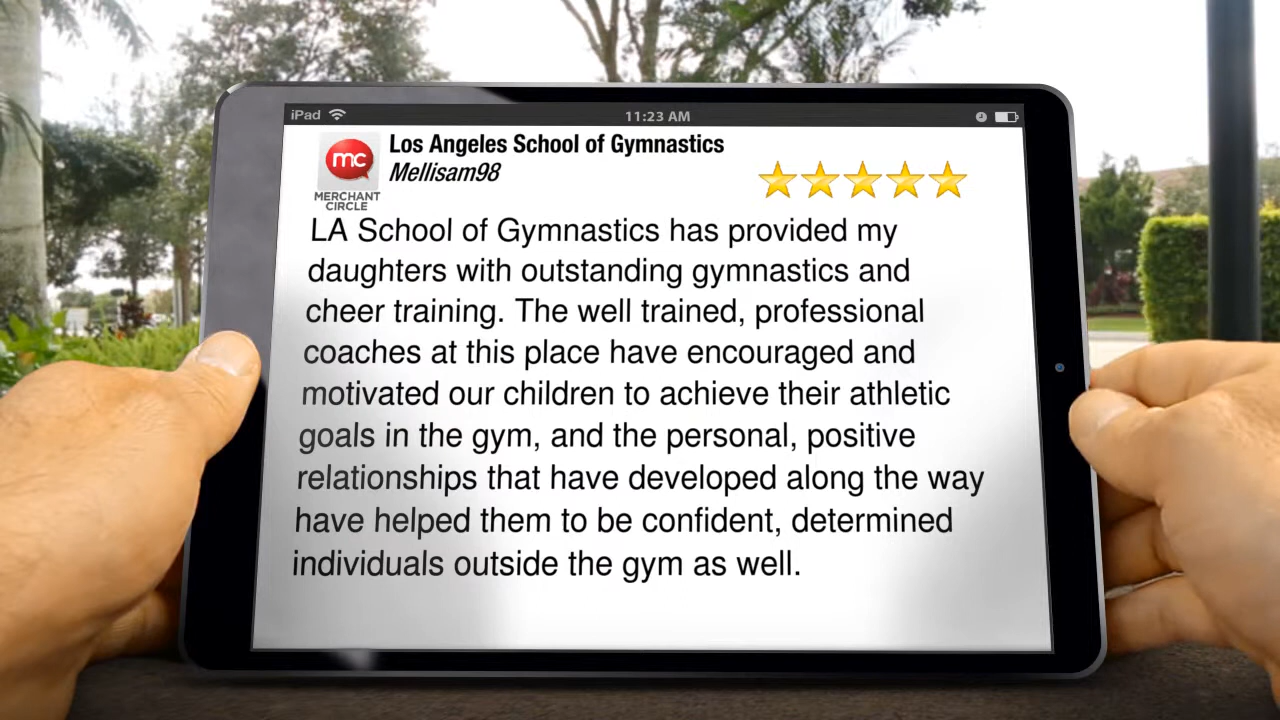 iPad 11:23 AM
mc
MERCHANT
CIRCLE
Los Angeles School of Gymnastics
Mellisam98
LA School of Gymnastics has provided my
daughters with outstanding gymnastics and
cheer training. The well trained, professional
coaches at this place have encouraged and
motivated our children to achieve their athletic
goals in the gym, and the personal, positive
relationships that have developed along the way
have helped them to be confident, determined
individuals outside the gym as well.